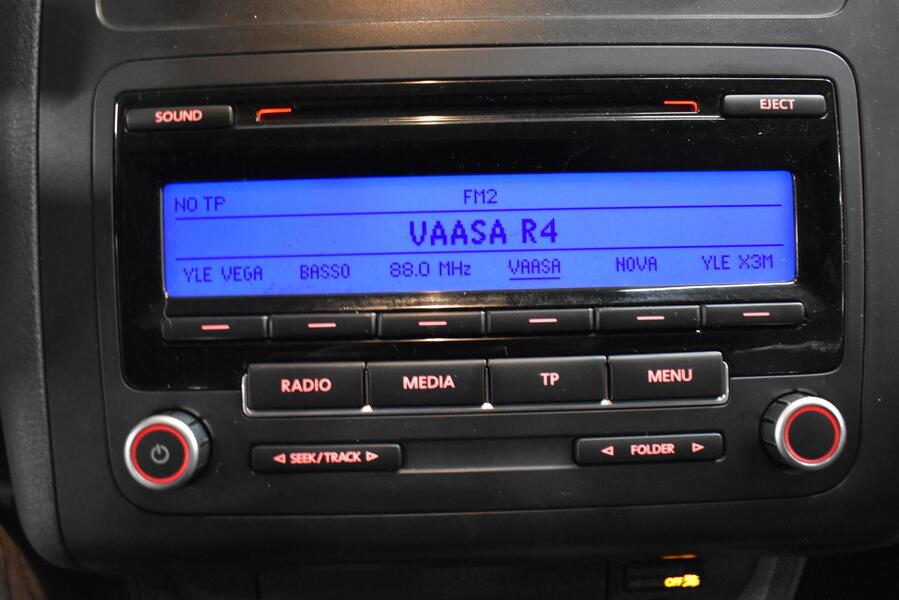 SOUND EJECT
NO TP FM2
VAASA R4
YLE VEGA BASSO 88.0 MHz VAASA NOVA YLE X3M
RADIO MEDIA TP MENU
SEEK/TRACK FOLDER
OFF